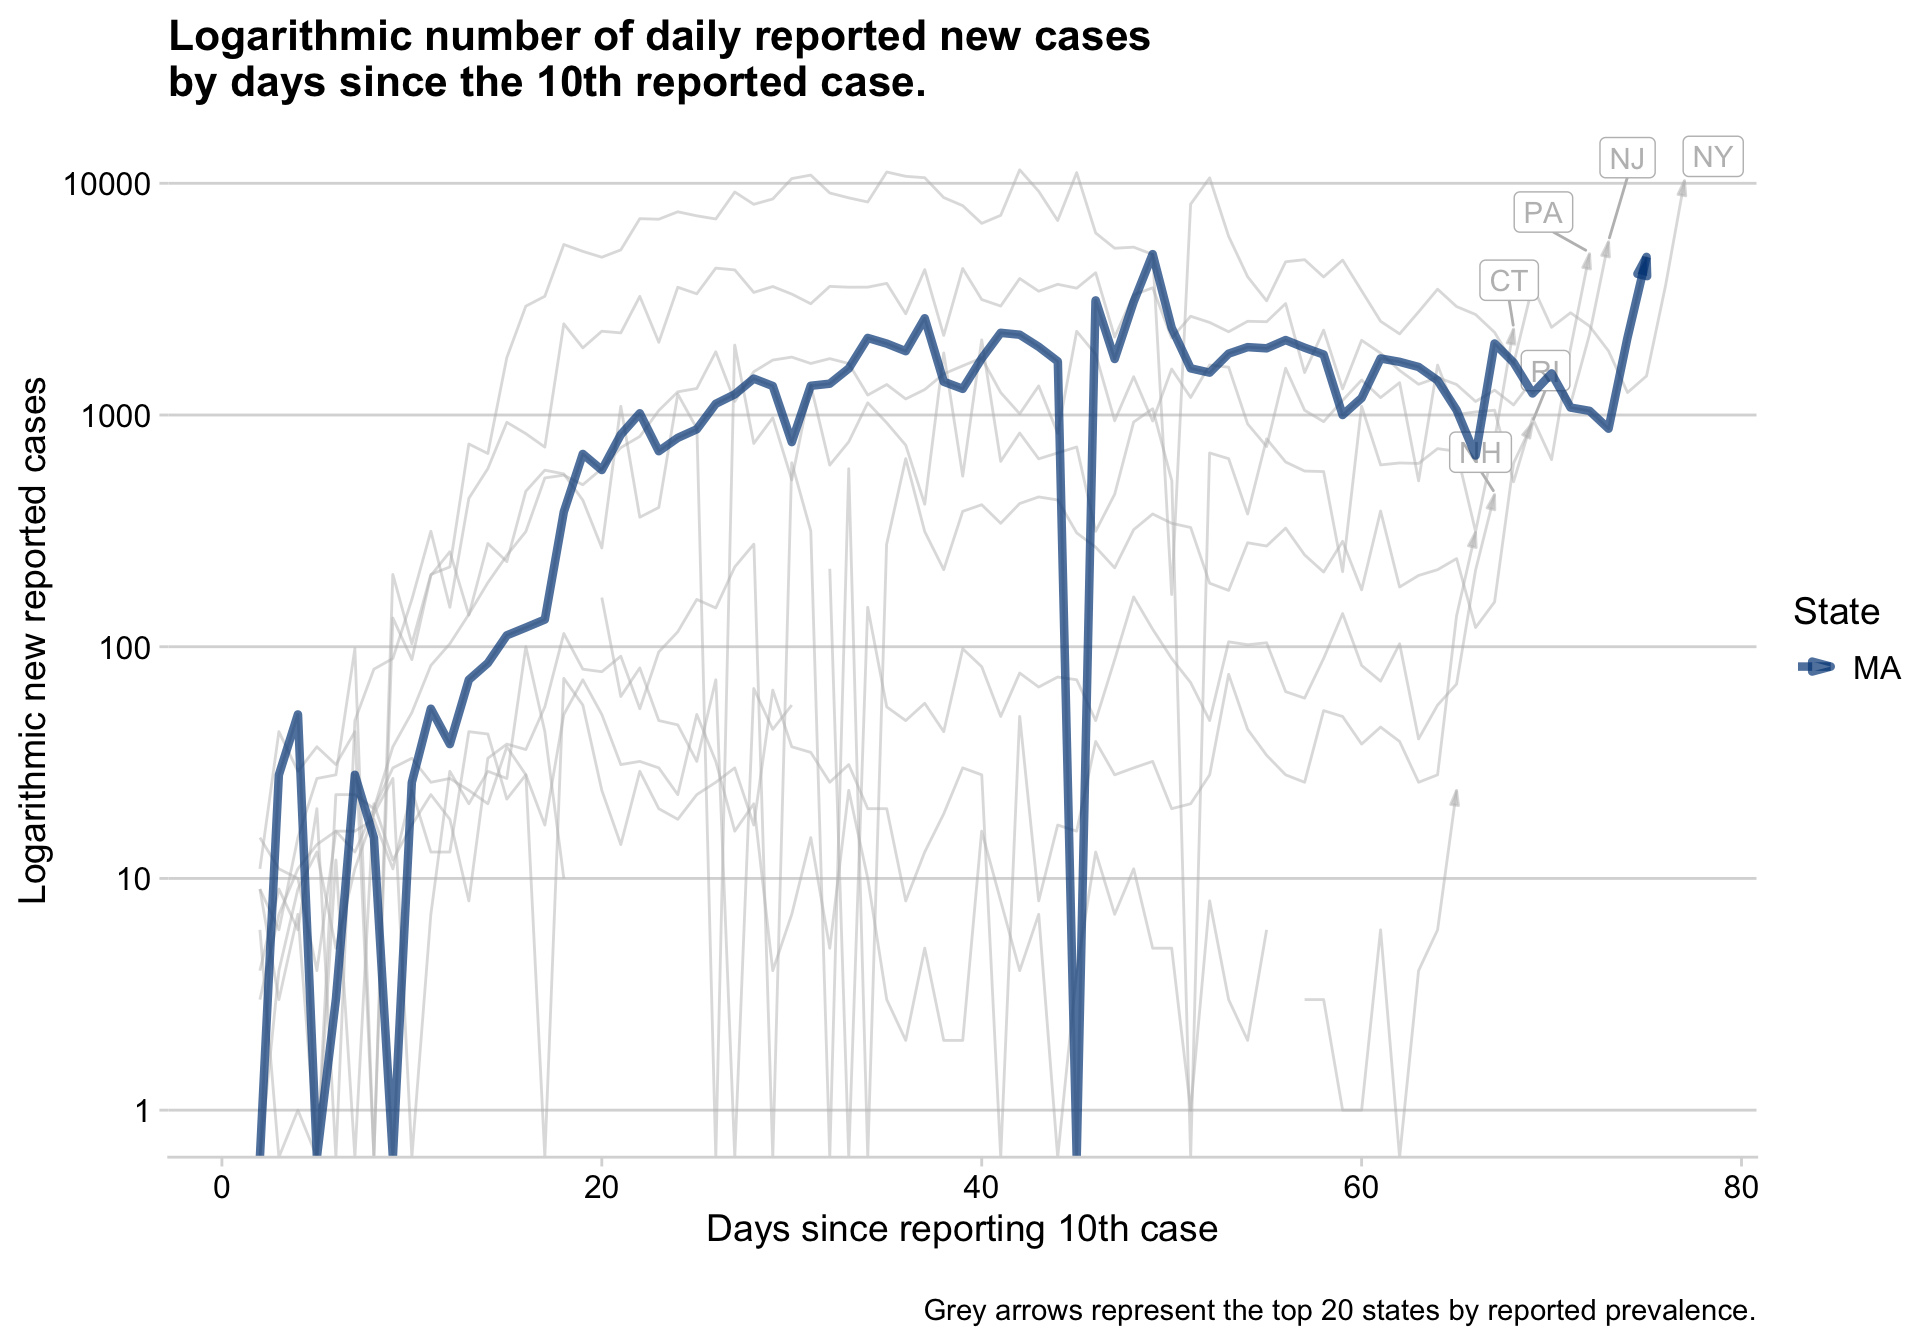 Logarithmic number of daily reported new cases
by days since the 10th reported case.
NJ
NY
10000
PA
CT
RI
1000
NH
Logarithmic new reported cases
State
100
MA
10
1
0
20
40
60
80
Days since reporting 10th case
Grey arrows represent the top 20 states by reported prevalence.